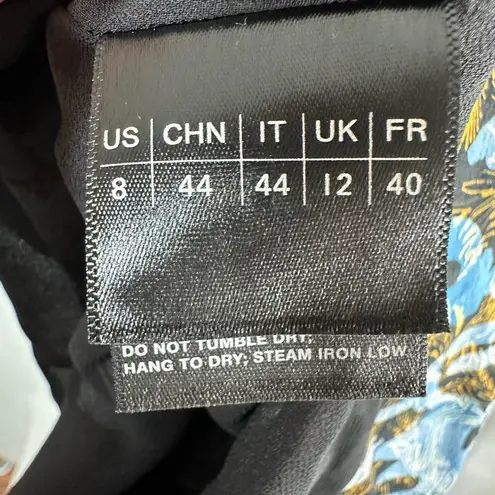 US | CHN | IT | UK | FR
8 | 44 | 44 | 12 | 40
DO NOT TUMBLE DRY;
HANG TO DRY; STEAM IRON LOW